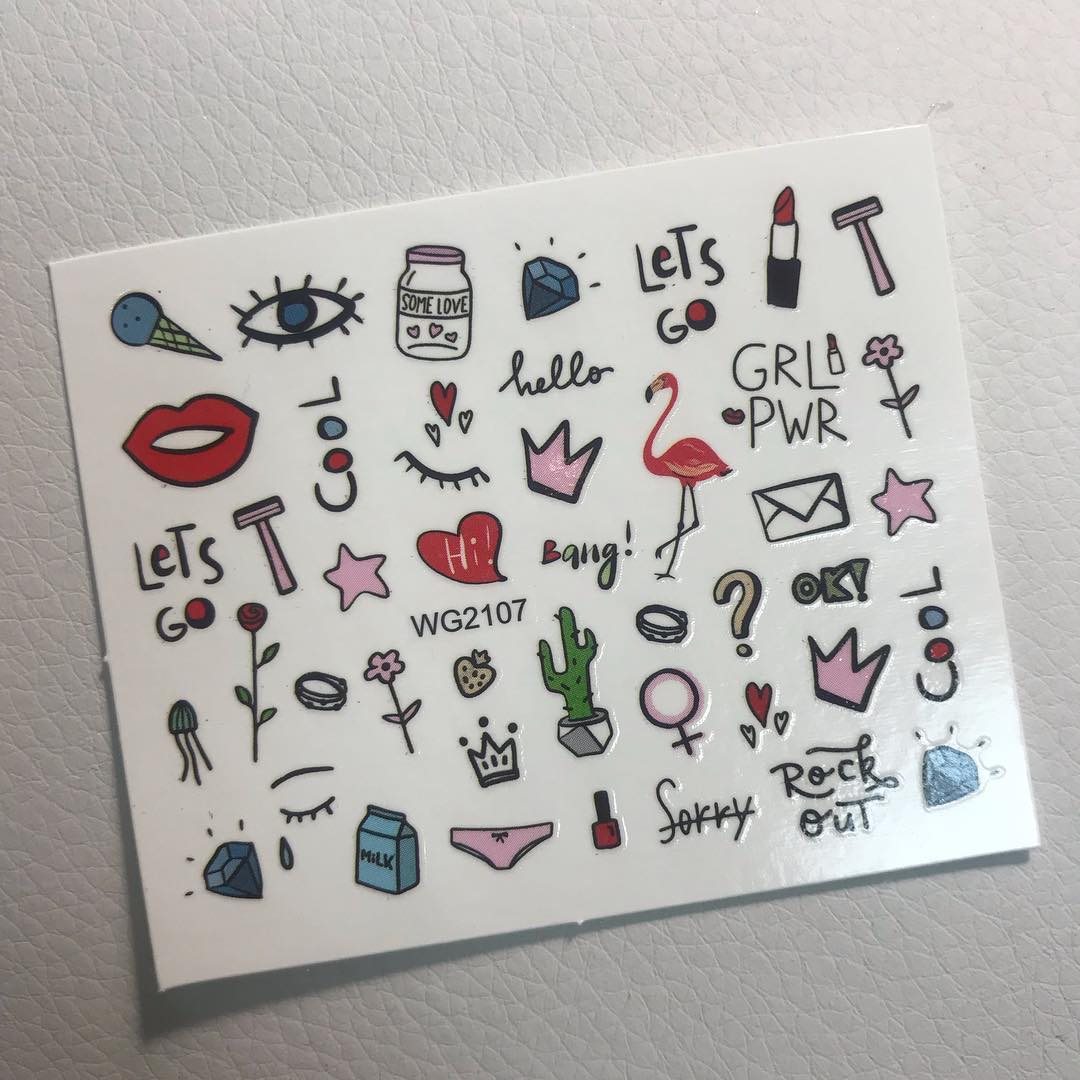 SOME LOVE
LeTS
GO
hello
GRL
PWR
COOL
LeTS
GO
Hi!
Bang!
OK!
COOL
WG2107
Rock
OUT
Sorry
MiLK